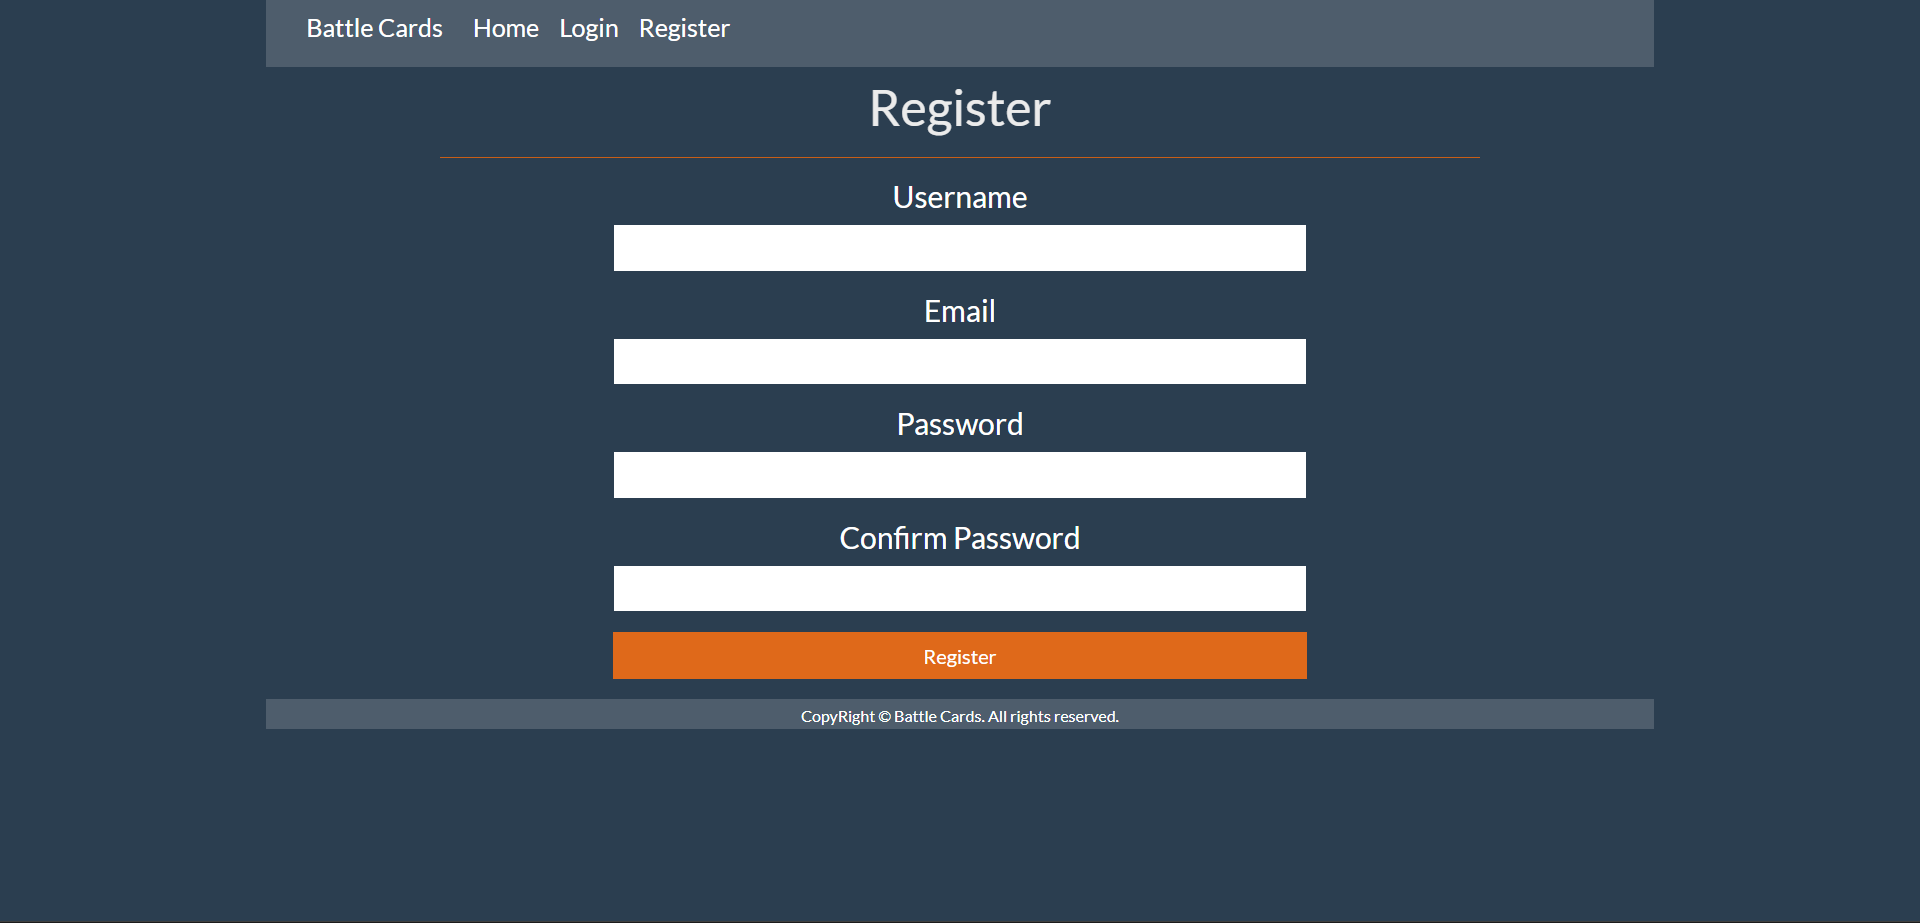 Battle Cards Home Login Register
Register
Username
Email
Password
Confirm Password
Register
CopyRight © Battle Cards. All rights reserved.